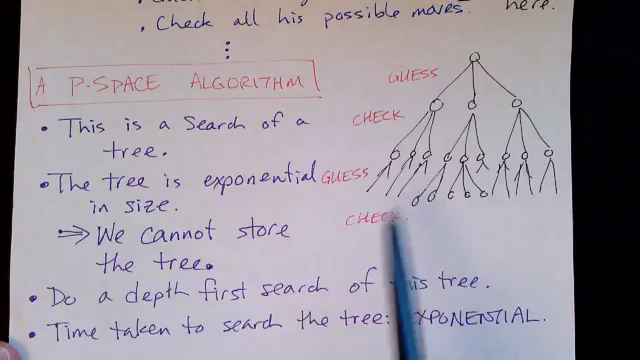 · Check all his possible moves. here.
A P-SPACE ALGORITHM
GUESS
CHECK
GUESS
CHECK.
• This is a Search of a
tree.
• The tree is exponential
in size.
⇒ We cannot store
the tree.
• Do a depth first search of this tree.
• Time taken to search the tree: EXPONENTIAL.